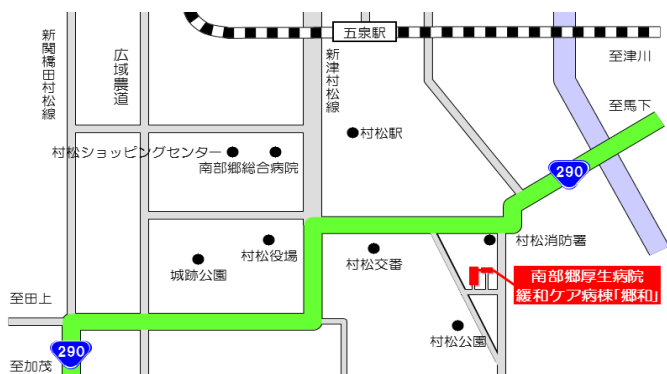 五泉駅
至津川
新関橋田村松線
広域農道
新津村松線
至馬下
村松駅
村松ショッピングセンター
南部郷総合病院
290
村松消防署
村松役場
村松交番
城跡公園
南部郷厚生病院
緩和ケア病棟「郷和」
至田上
村松公園
290
至加茂